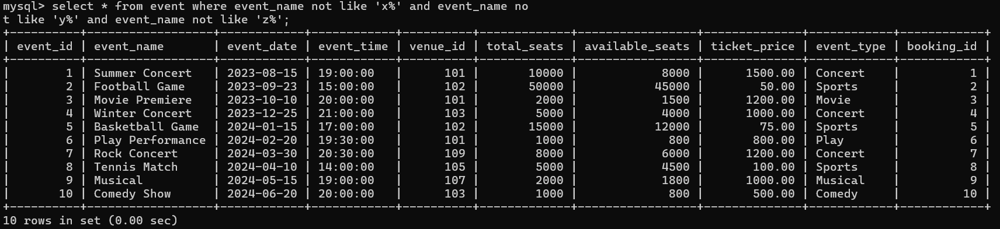 mysql> select * from event where event_name not like 'x%' and event_name no
t like 'y%' and event_name not like 'z%';
+----------+------------------+------------+------------+----------+-------------+-----------------+--------------+------------+------------+
| event_id | event_name       | event_date | event_time | venue_id | total_seats | available_seats | ticket_price | event_type | booking_id |
+----------+------------------+------------+------------+----------+-------------+-----------------+--------------+------------+------------+
|        1 | Summer Concert   | 2023-08-15 | 19:00:00   |      101 |       10000 |            8000 |      1500.00 | Concert    |          1 |
|        2 | Football Game    | 2023-09-23 | 15:00:00   |      102 |       50000 |           45000 |        50.00 | Sports     |          2 |
|        3 | Movie Premiere   | 2023-10-10 | 20:00:00   |      101 |        2000 |            1500 |      1200.00 | Movie      |          3 |
|        4 | Winter Concert   | 2023-12-25 | 21:00:00   |      103 |        5000 |            4000 |      1000.00 | Concert    |          4 |
|        5 | Basketball Game  | 2024-01-15 | 17:00:00   |      102 |       15000 |           12000 |        75.00 | Sports     |          5 |
|        6 | Play Performance | 2024-02-20 | 19:30:00   |      101 |        1000 |             800 |       800.00 | Play       |          6 |
|        7 | Rock Concert     | 2024-03-30 | 20:30:00   |      109 |        8000 |            6000 |      1200.00 | Concert    |          7 |
|        8 | Tennis Match     | 2024-04-10 | 14:00:00   |      105 |        5000 |            4500 |       100.00 | Sports     |          8 |
|        9 | Musical          | 2024-05-15 | 19:00:00   |      107 |        2000 |            1800 |      1000.00 | Musical    |          9 |
|       10 | Comedy Show      | 2024-06-20 | 20:00:00   |      103 |        1000 |             800 |       500.00 | Comedy     |         10 |
+----------+------------------+------------+------------+----------+-------------+-----------------+--------------+------------+------------+
10 rows in set (0.00 sec)